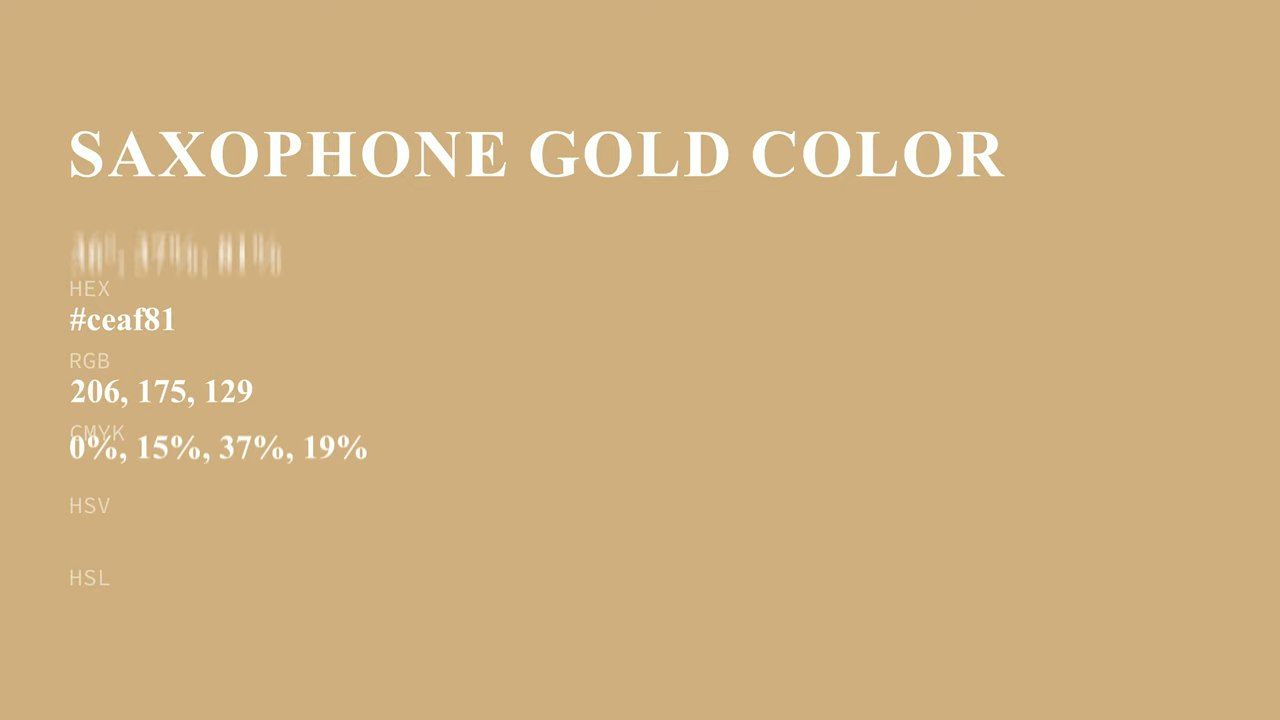 SAXOPHONE GOLD COLOR
HEX
#ceaf81
RGB
206, 175, 129
CMYK
0%, 15%, 37%, 19%
HSV
HSL